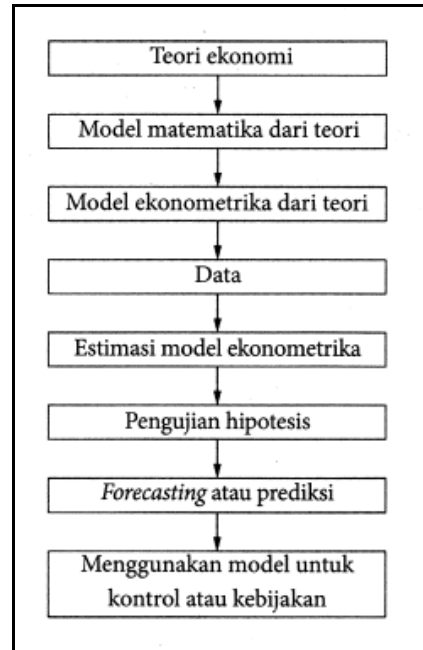 Teori ekonomi
Model matematika dari teori
Model ekonometrika dari teori
Data
Estimasi model ekonometrika
Pengujian hipotesis
Forecasting atau prediksi
Menggunakan model untuk
kontrol atau kebijakan